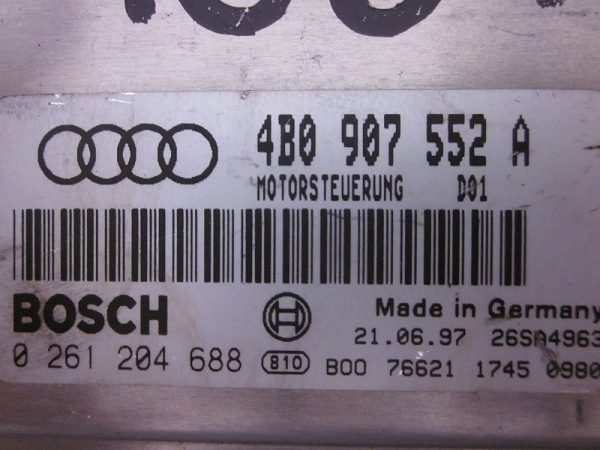 4B0 907 552 A
MOTORSTEUERUNG D01
BOSCH
Made in Germany
21.06.97 26SA4963
0 261 204 688 810 B00 76621 1745 0980